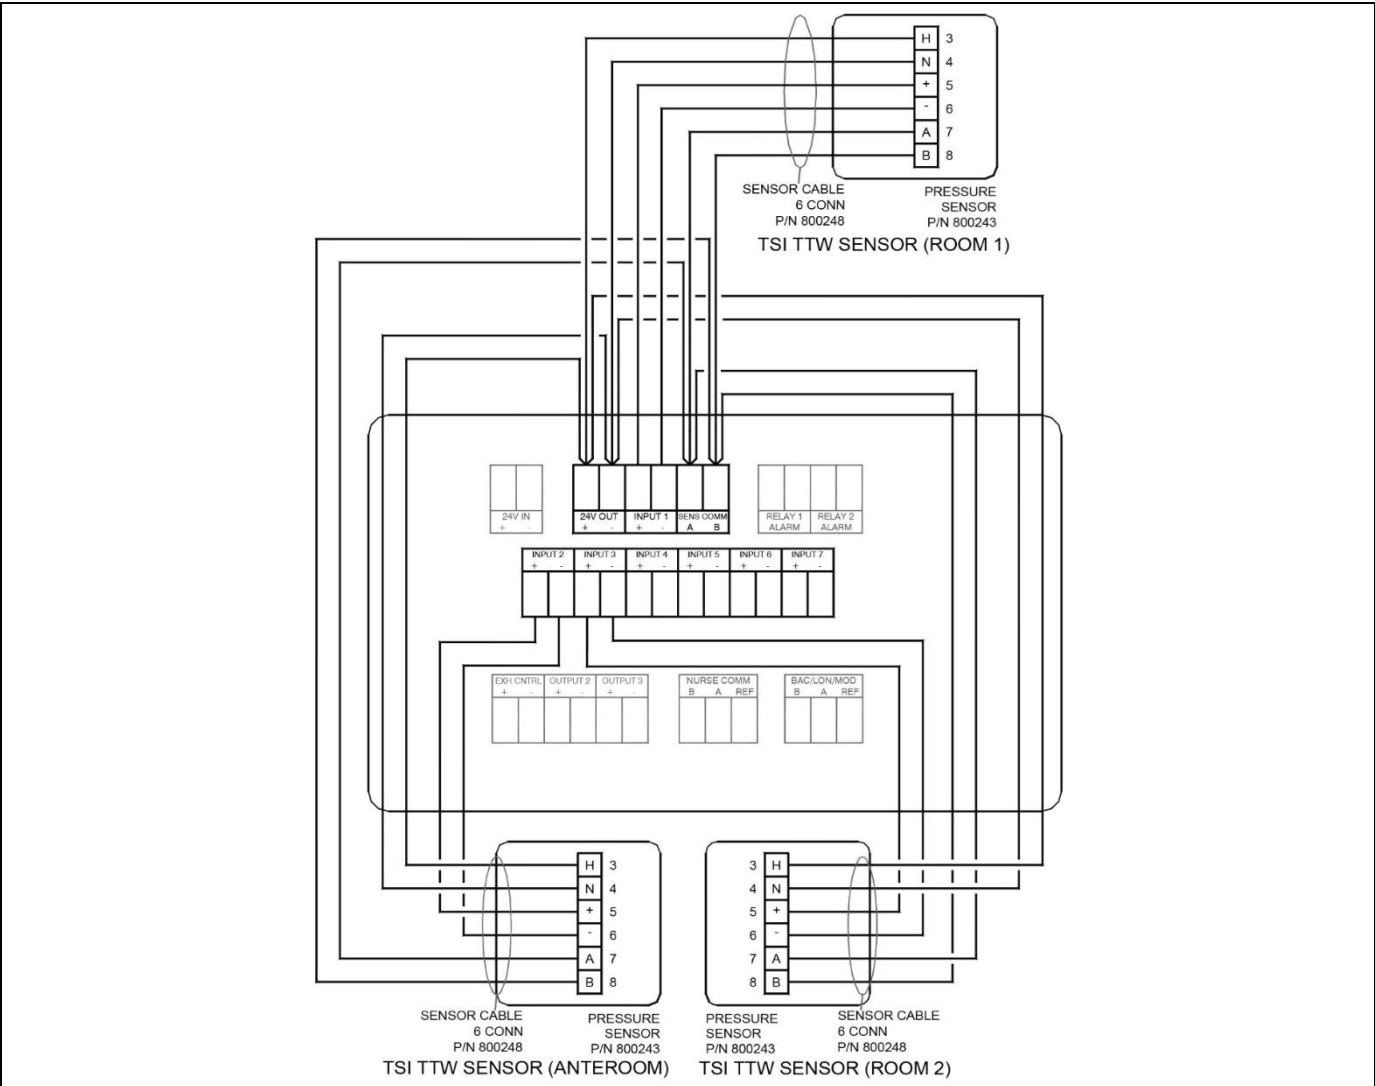 H 3
N 4
+ 5
- 6
A 7
B 8
SENSOR CABLE
6 CONN
P/N 800248
PRESSURE
SENSOR
P/N 800243
TSI TTW SENSOR (ROOM 1)
24V IN
+ -
24V OUT
+ -
INPUT 1
+ -
SENS COMM
A B
RELAY 1
ALARM
RELAY 2
ALARM
INPUT 2
+ -
INPUT 3
+ -
INPUT 4
+ -
INPUT 5
+ -
INPUT 6
+ -
INPUT 7
+ -
EXH CNTRL
+ -
OUTPUT 2
+ -
OUTPUT 3
+ -
NURSE COMM
B A REF
BAC/LON/MOD
B A REF
H 3
N 4
+ 5
- 6
A 7
B 8
SENSOR CABLE
6 CONN
P/N 800248
PRESSURE
SENSOR
P/N 800243
TSI TTW SENSOR (ANTEROOM)
3 H
4 N
5 +
6 -
7 A
8 B
PRESSURE
SENSOR
P/N 800243
SENSOR CABLE
6 CONN
P/N 800248
TSI TTW SENSOR (ROOM 2)